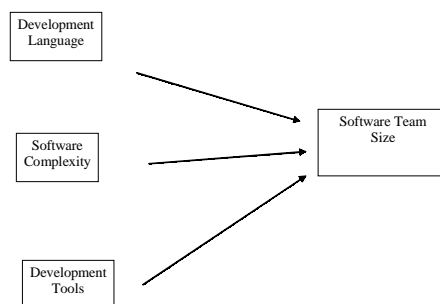 Development
Language
Software
Complexity
Software Team
Size
Development
Tools